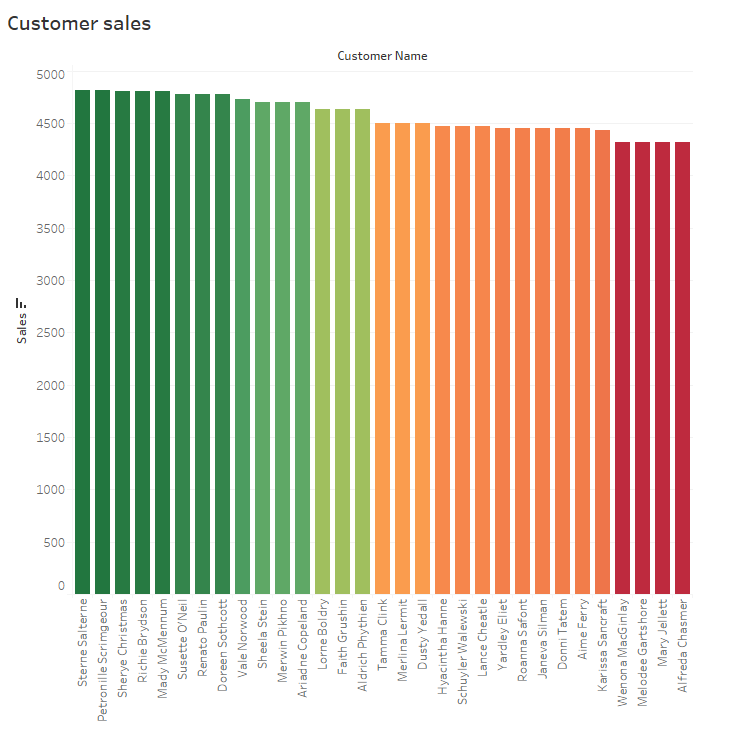 Customer sales
Customer Name
5000
4500
4000
3500
3000
2500
2000
1500
1000
500
0
Sales
Sterne Salterne
Petronille Scrimgeour
Sherye Christmas
Richie Brydson
Mady McMennum
Susette O'Neil
Renato Paulin
Doreen Sothcott
Vale Norwood
Sheela Stein
Merwin Pikhno
Ariadne Copeland
Lorne Boldry
Faith Grushin
Aldrich Phythien
Tamma Clink
Merlina Lermit
Dusty Yedall
Hyacintha Hanne
Schuyler Walewski
Lance Cheatle
Yardley Eliet
Roanna Safont
Janeva Silman
Donni Tatem
Aime Ferry
Karissa Sancraft
Wenona MacGinlay
Melodee Gartshore
Mary Jellett
Alfreda Chasmer